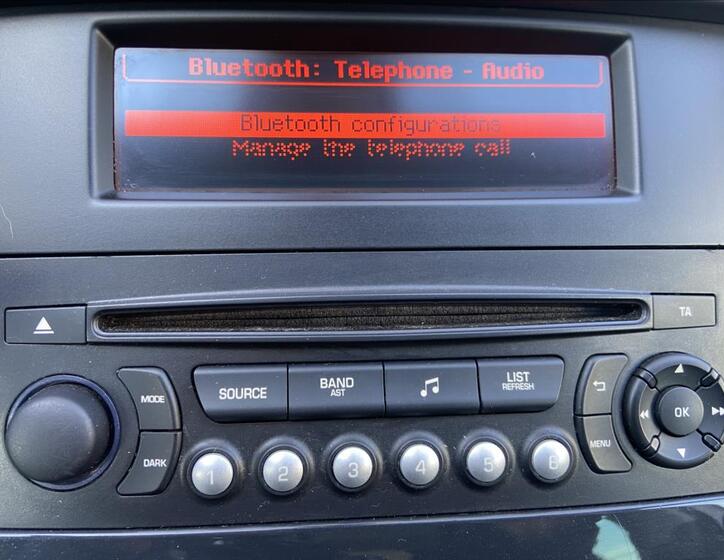 Bluetooth: Telephone - Audio
Bluetooth configurations
Manage the telephone call
TA
MODE
SOURCE
BAND
AST
LIST
REFRESH
DARK
MENU
OK
1 2 3 4 5 6